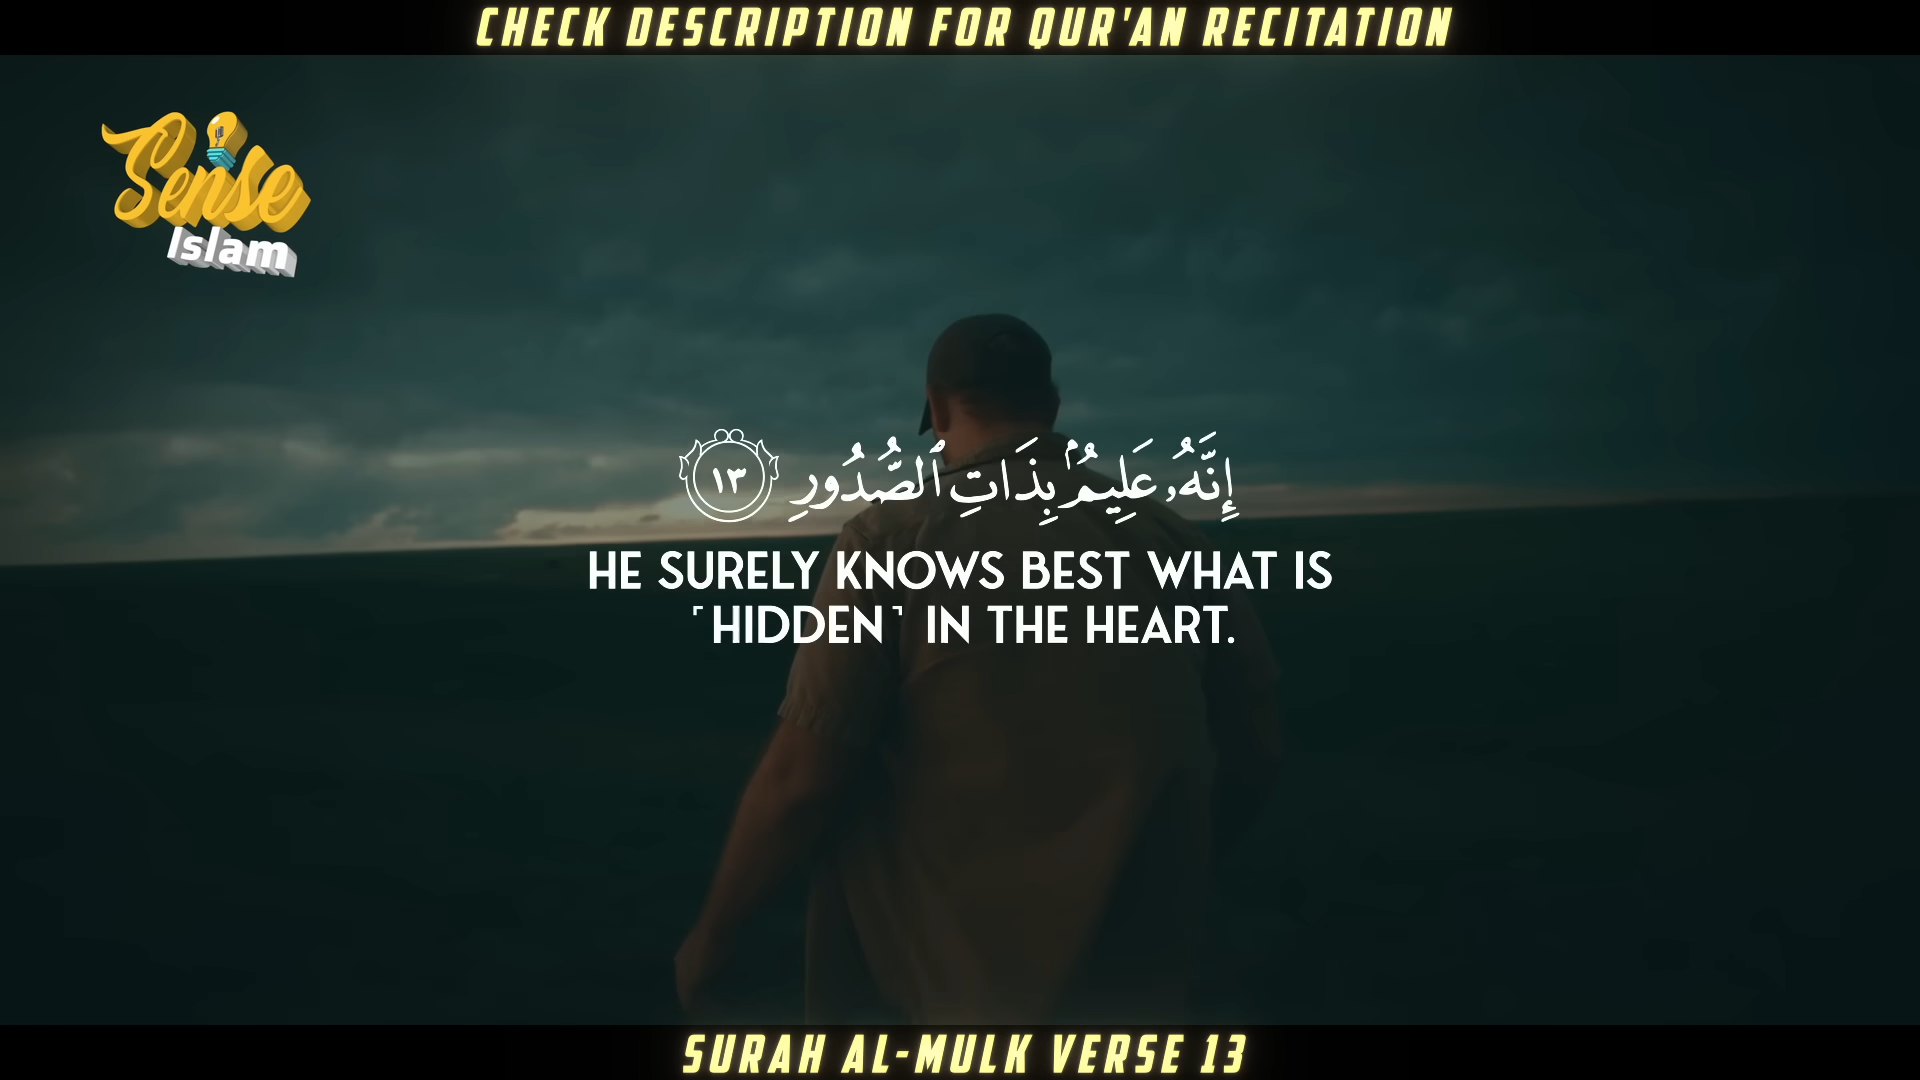 CHECK DESCRIPTION FOR QUR'AN RECITATION
Sense
Islam
إِنَّهُۥ عَلِيمُۢ بِذَاتِ ٱلصُّدُورِ ١٣
HE SURELY KNOWS BEST WHAT IS
˹HIDDEN˺ IN THE HEART.
SURAH AL-MULK VERSE 13